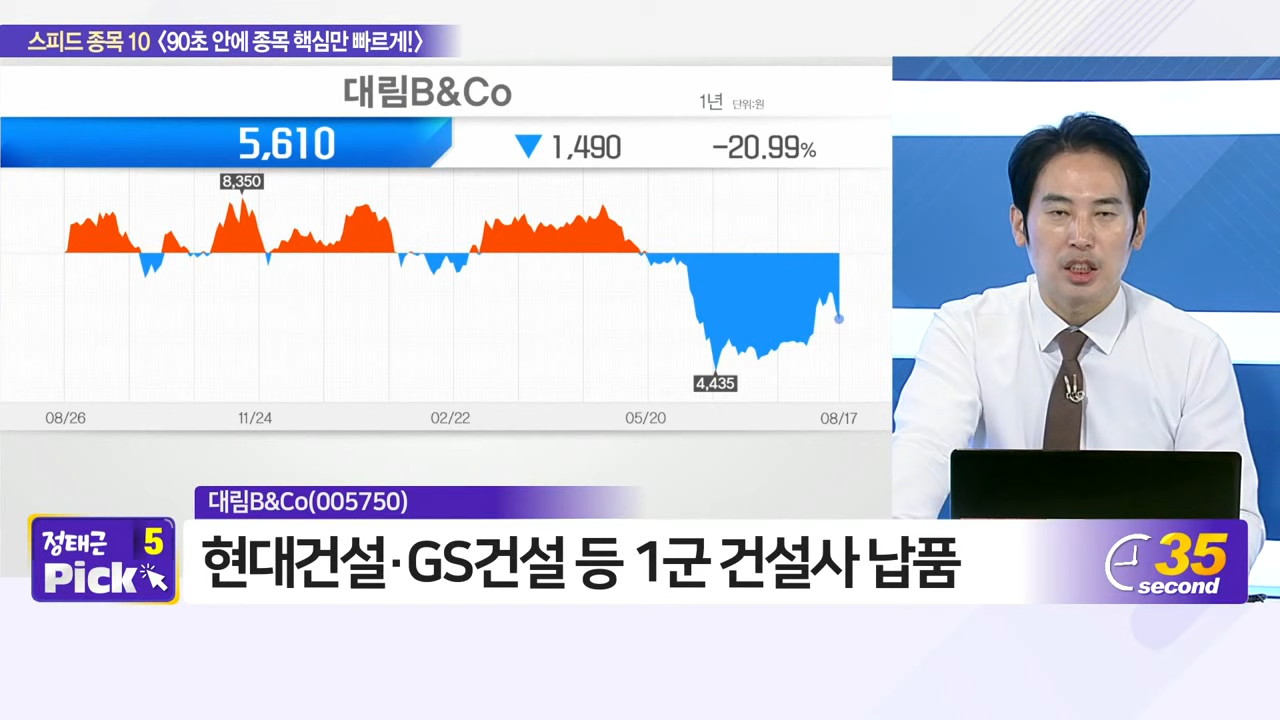 스피드 종목 10 〈90초 안에 종목 핵심만 빠르게!〉
대림B&Co
1년 단위:원
5,610 ▼ 1,490 -20.99%
8,350
4,435
08/26 11/24 02/22 05/20 08/17
대림B&Co(005750)
정태근 5
Pick
현대건설·GS건설 등 1군 건설사 납품
35
second